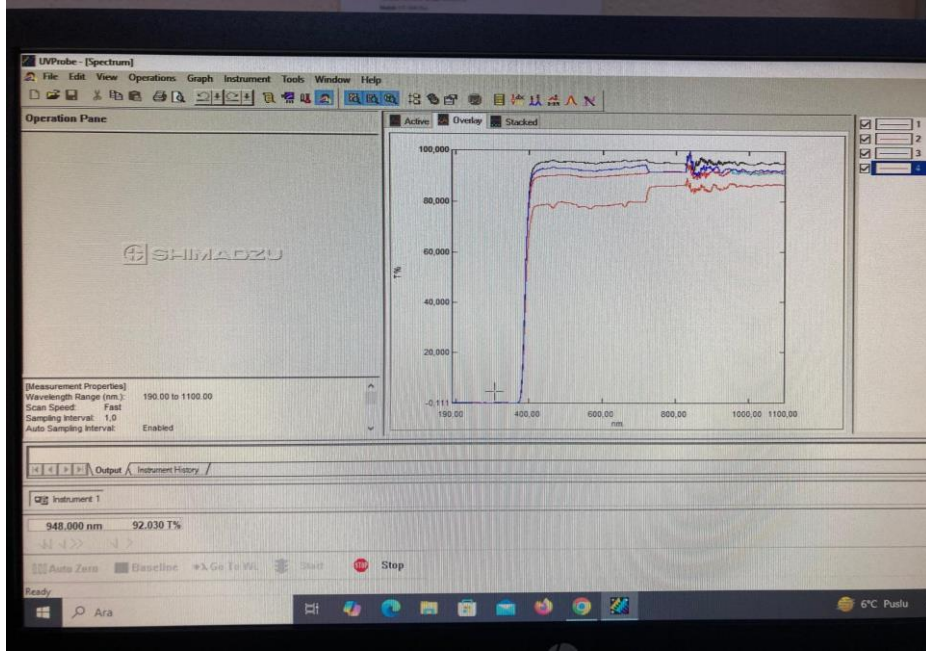 UVProbe - [Spectrum]
File Edit View Operations Graph Instrument Tools Window Help
Operation Pane
Active Overlay Stacked
1
2
3
4
SHIMADZU
100,000
80,000
60,000
40,000
20,000
-0,111
T%
190,00 400,00 600,00 800,00 1000,00 1100,00
nm.
[Measurement Properties]
Wavelength Range (nm.): 190.00 to 1100.00
Scan Speed: Fast
Sampling Interval: 1,0
Auto Sampling Interval: Enabled
Output Instrument History
Instrument 1
948.000 nm 92.030 T%
Auto Zero Baseline Go To WL Start Stop
Ready
Ara
6°C Puslu